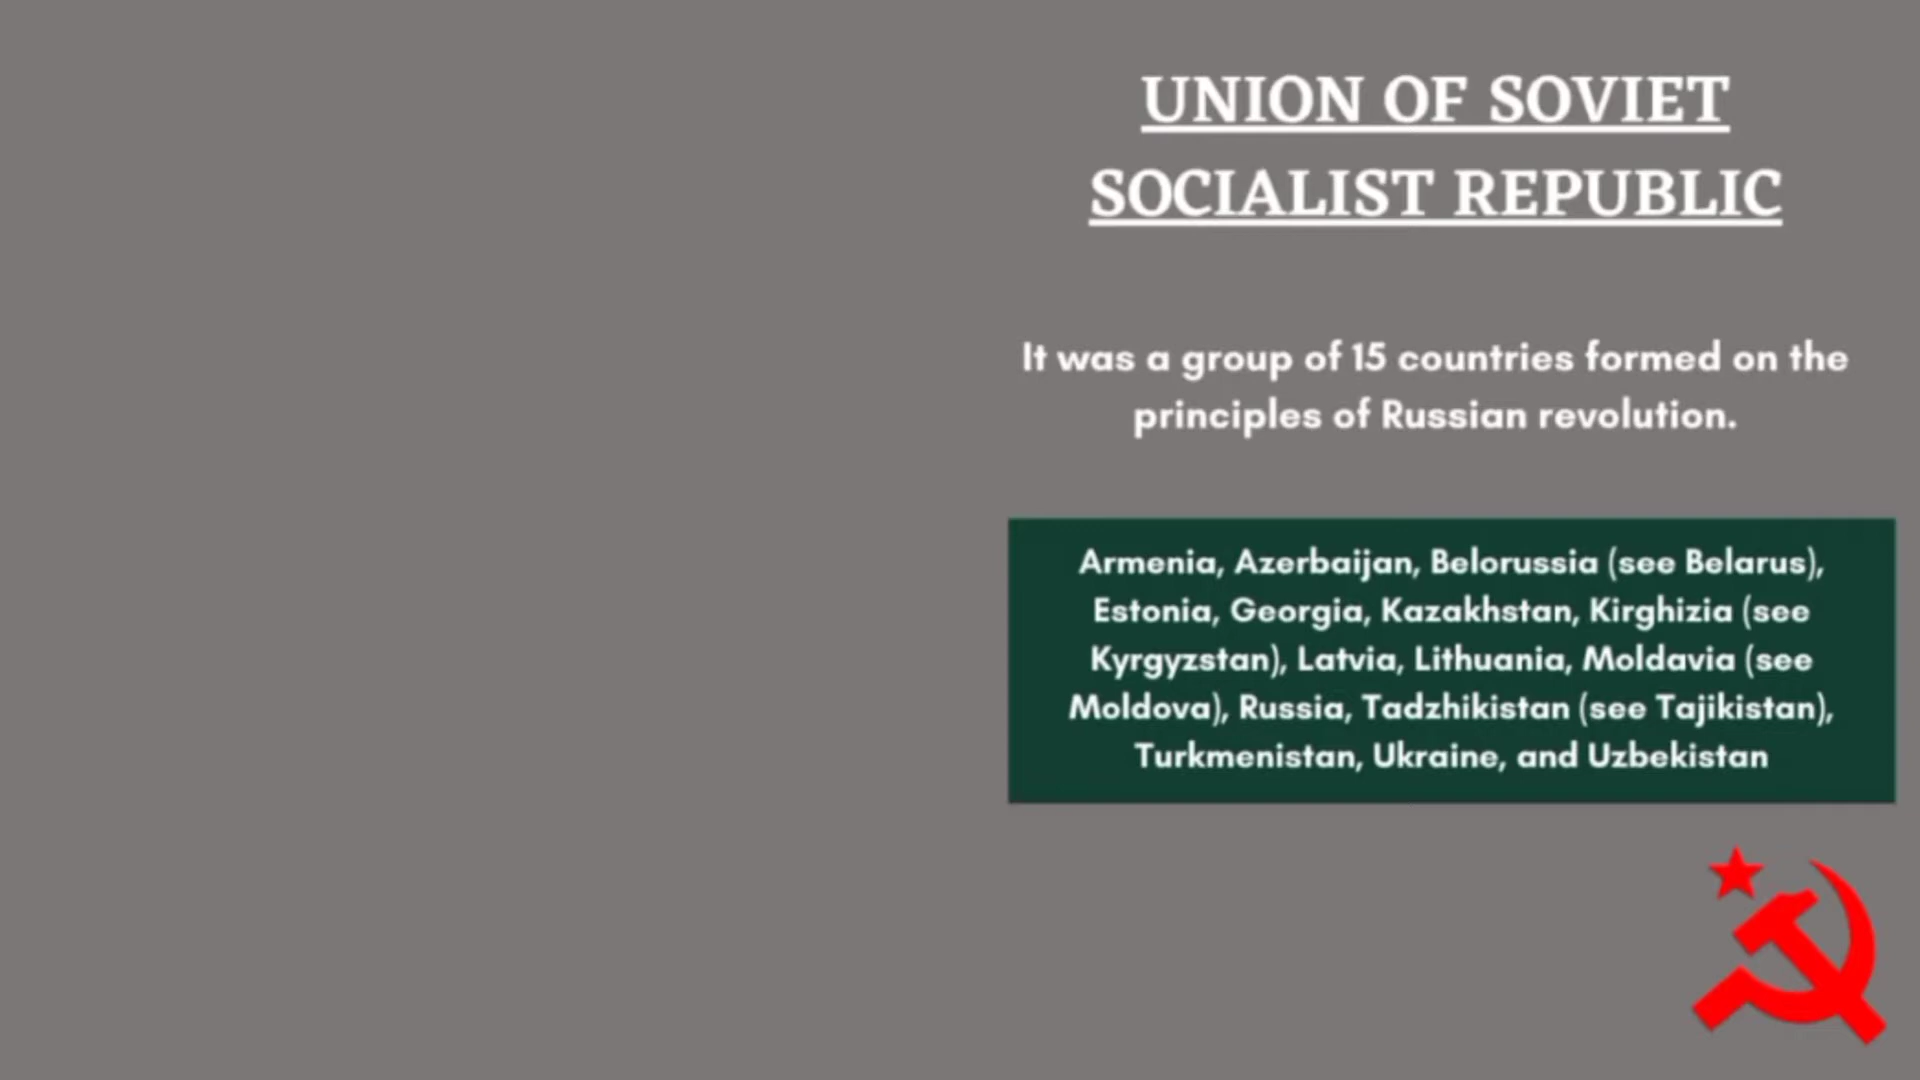 UNION OF SOVIET
SOCIALIST REPUBLIC
It was a group of 15 countries formed on the
principles of Russian revolution.
Armenia, Azerbaijan, Belorussia (see Belarus),
Estonia, Georgia, Kazakhstan, Kirghizia (see
Kyrgyzstan), Latvia, Lithuania, Moldavia (see
Moldova), Russia, Tadzhikistan (see Tajikistan),
Turkmenistan, Ukraine, and Uzbekistan